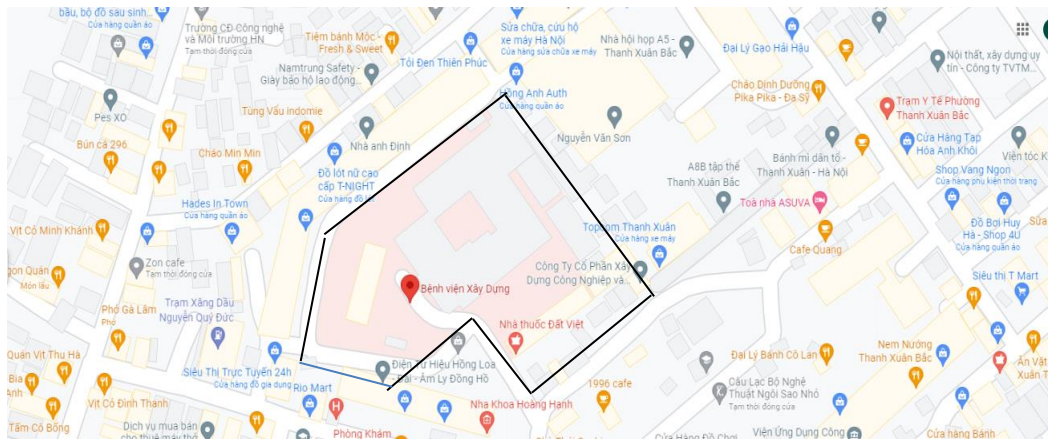 bầu, bộ đồ sau sinh...
Cửa hàng quần áo
Trường CĐ Công nghệ
và Môi trường HN
Tạm thời đóng cửa
Tiệm bánh Mộc -
Fresh & Sweet
Sửa chữa, cưu hộ
xe máy Hà Nội
Cửa hàng sửa chữa xe máy
Nhà hội họp A5 -
Thanh Xuân Bắc
Đại Lý Gạo Hải Hậu
Nội thất, xây dựng uy
tín - Công ty TVTM...
Namtrung Safety -
Giày bảo hộ lao động...
Tỏi Đen Thiên Phúc
Hồng Anh Auth
Cửa hàng quần áo
Cháo Dinh Dưỡng
Pika Pika - Đa Sỹ
Trạm Y Tế Phường
Thanh Xuân Bắc
Pes XO
Tùng Vấu indomie
Bún cá 296
Nhà anh Định
Nguyễn Văn Sơn
Cửa Hàng Tạp
Hóa Anh Khôi
Viện tóc
Cháo Min Min
Đồ lót nữ cao
cấp T-NIGHT
Cửa hàng đồ lót
A8B tập thể
Thanh Xuân Bắc
Bánh mì dân tổ -
Thanh Xuân - Hà Nội
Shop Vang Ngon
Cửa hàng phụ kiện thời trang
Hades In Town
Cửa hàng quần áo
Toà nhà ASUVA
Vịt Cỏ Minh Khánh
Topcom Thanh Xuân
Cửa hàng xe máy
Đồ Bơi Huy
Hà - Shop 4U
Cửa hàng quần áo
Sửa
Cafe Quang
Zon cafe
Tạm thời đóng cửa
Quán
Món lẩu
Công Ty Cổ Phần Xây
Dựng Công Nghiệp và...
Siêu thị T Mart
Bệnh viện Xây Dựng
Trạm Xăng Dầu
Nguyễn Quý Đức
Phở Gà Lâm
Phở
Nhà thuốc Đất Việt
Quán Vịt Thu Hà
Siêu Thị Trực Tuyến 24h
Cửa hàng đồ gia dụng
Điện Tử Hiệu Hồng Loa
- Đài - Âm Ly Đồng Hồ
Đại Lý Bánh Cô Lan
Nem Nướng
Thanh Xuân Bắc
Ăn Vặt
Xuân T
Bia
Anh
Rio Mart
1996 cafe
Câu Lạc Bộ Nghệ
Thuật Ngôi Sao Nhỏ
Tạm thời đóng cửa
Vịt Cỏ Đình Thanh
Nha Khoa Hoàng Hạnh
Tấm Cô Bống
Dịch vụ mua bán
cho thuê máy thở
Phòng Khám
Cửa Hàng Đồ Chơi
Viện Ứng Dụng Công
Cửa hàng Bánh